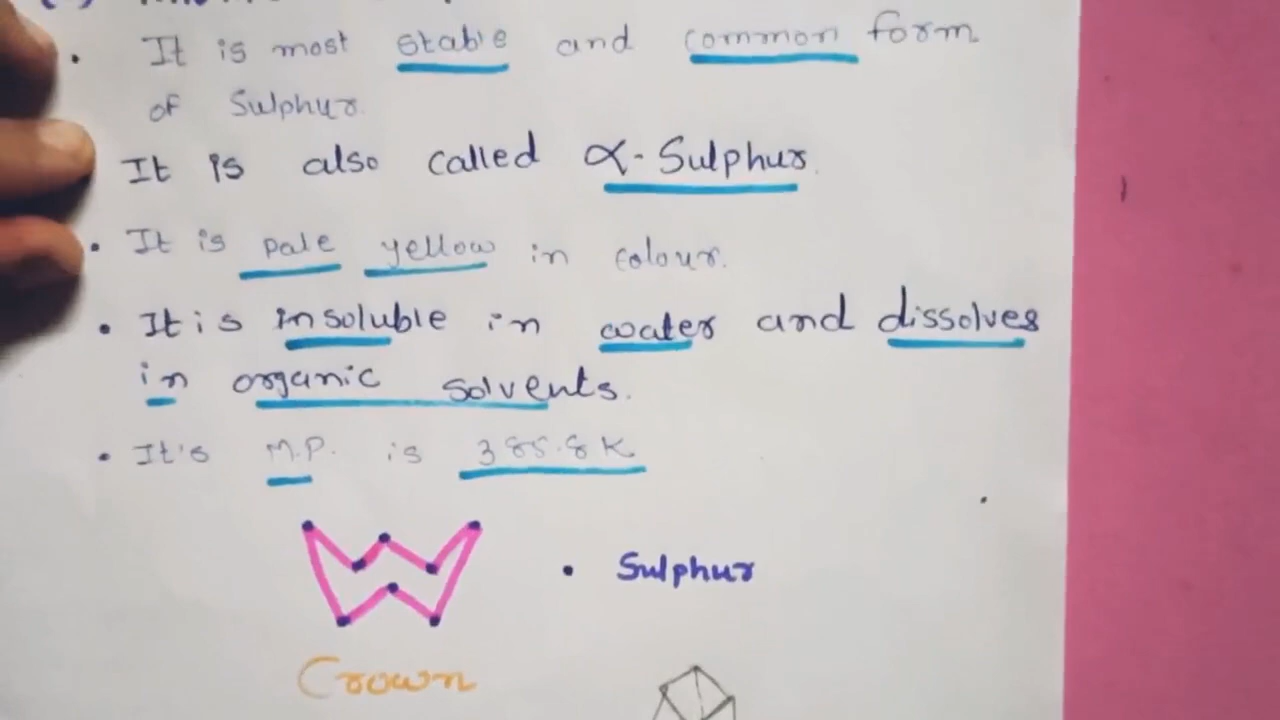 • It is most stable and common form
of Sulphur.
It is also called α-Sulphur.
• It is pale yellow in colour.
• It is insoluble in water and dissolves
in organic solvents.
• It's M.P. is 385.8K
• Sulphur
Crown